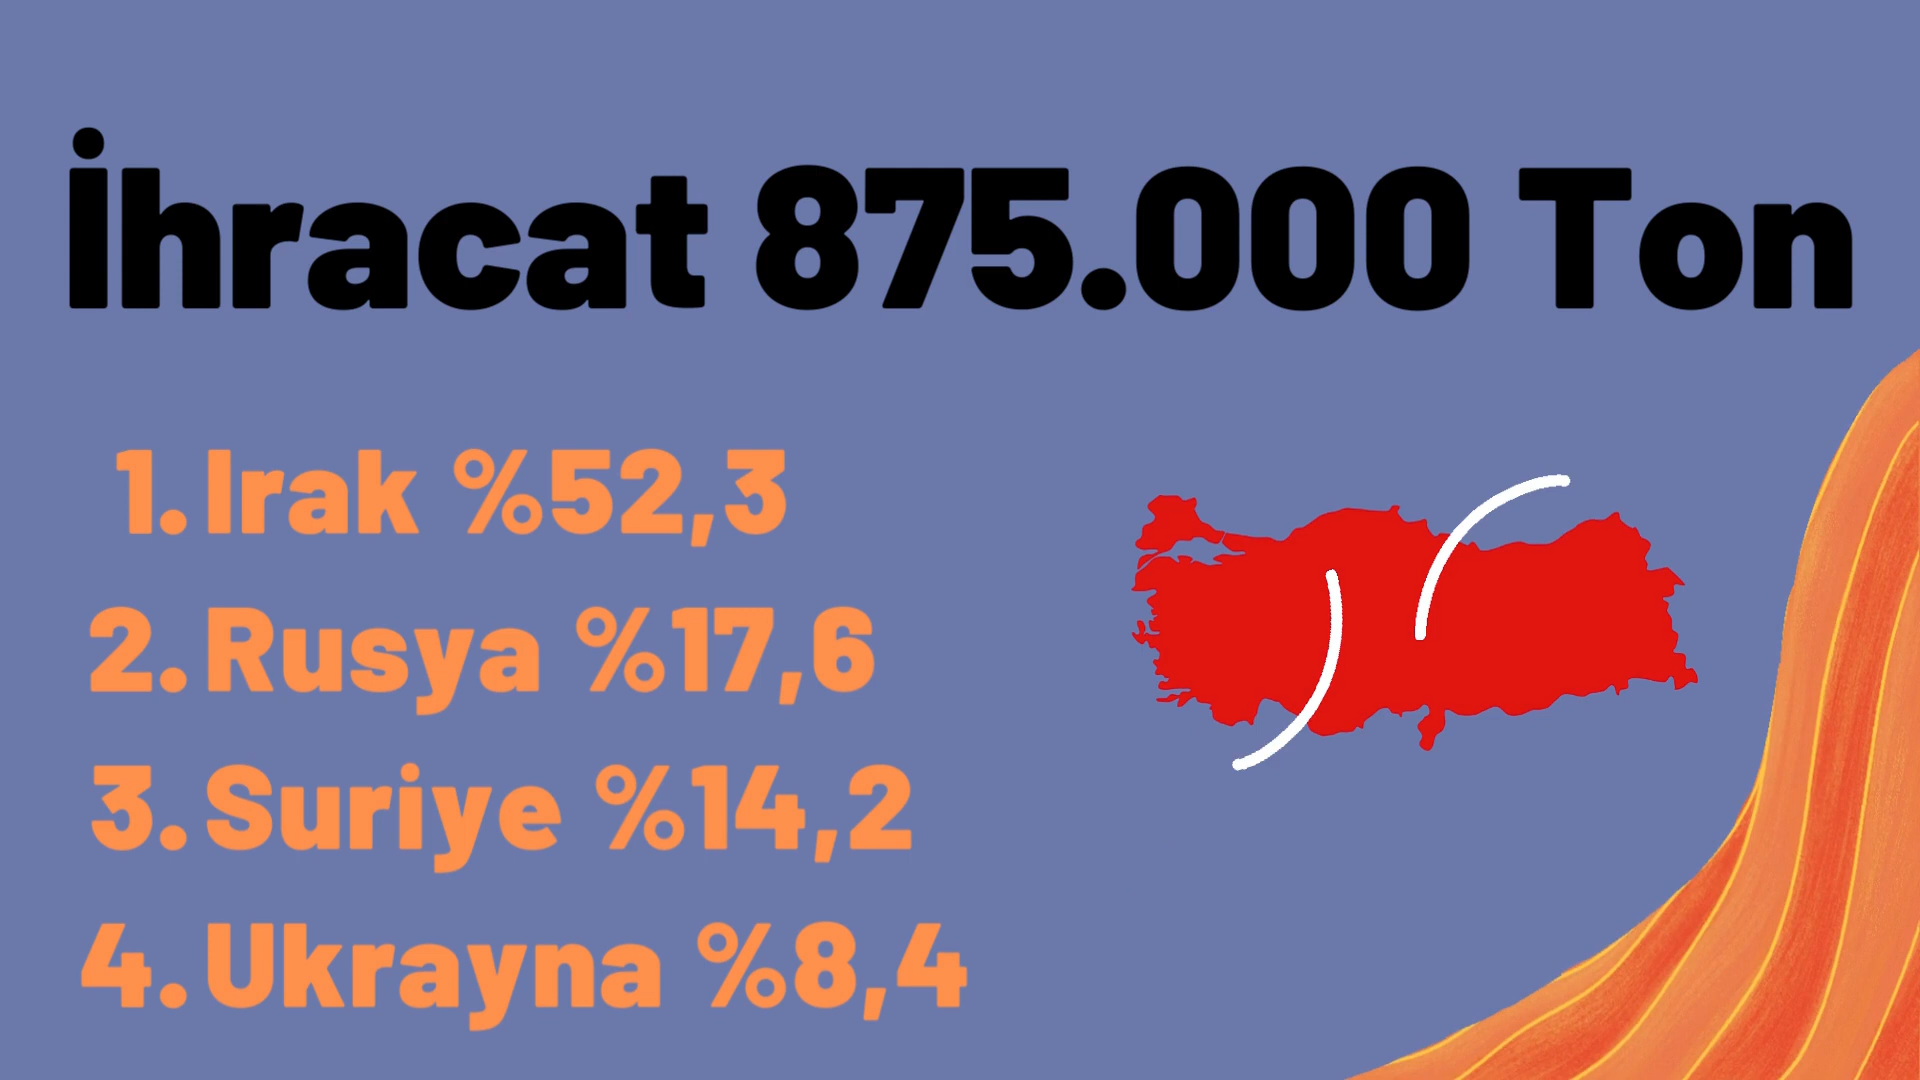 İhracat 875.000 Ton
1. Irak %52,3
2. Rusya %17,6
3. Suriye %14,2
4. Ukrayna %8,4